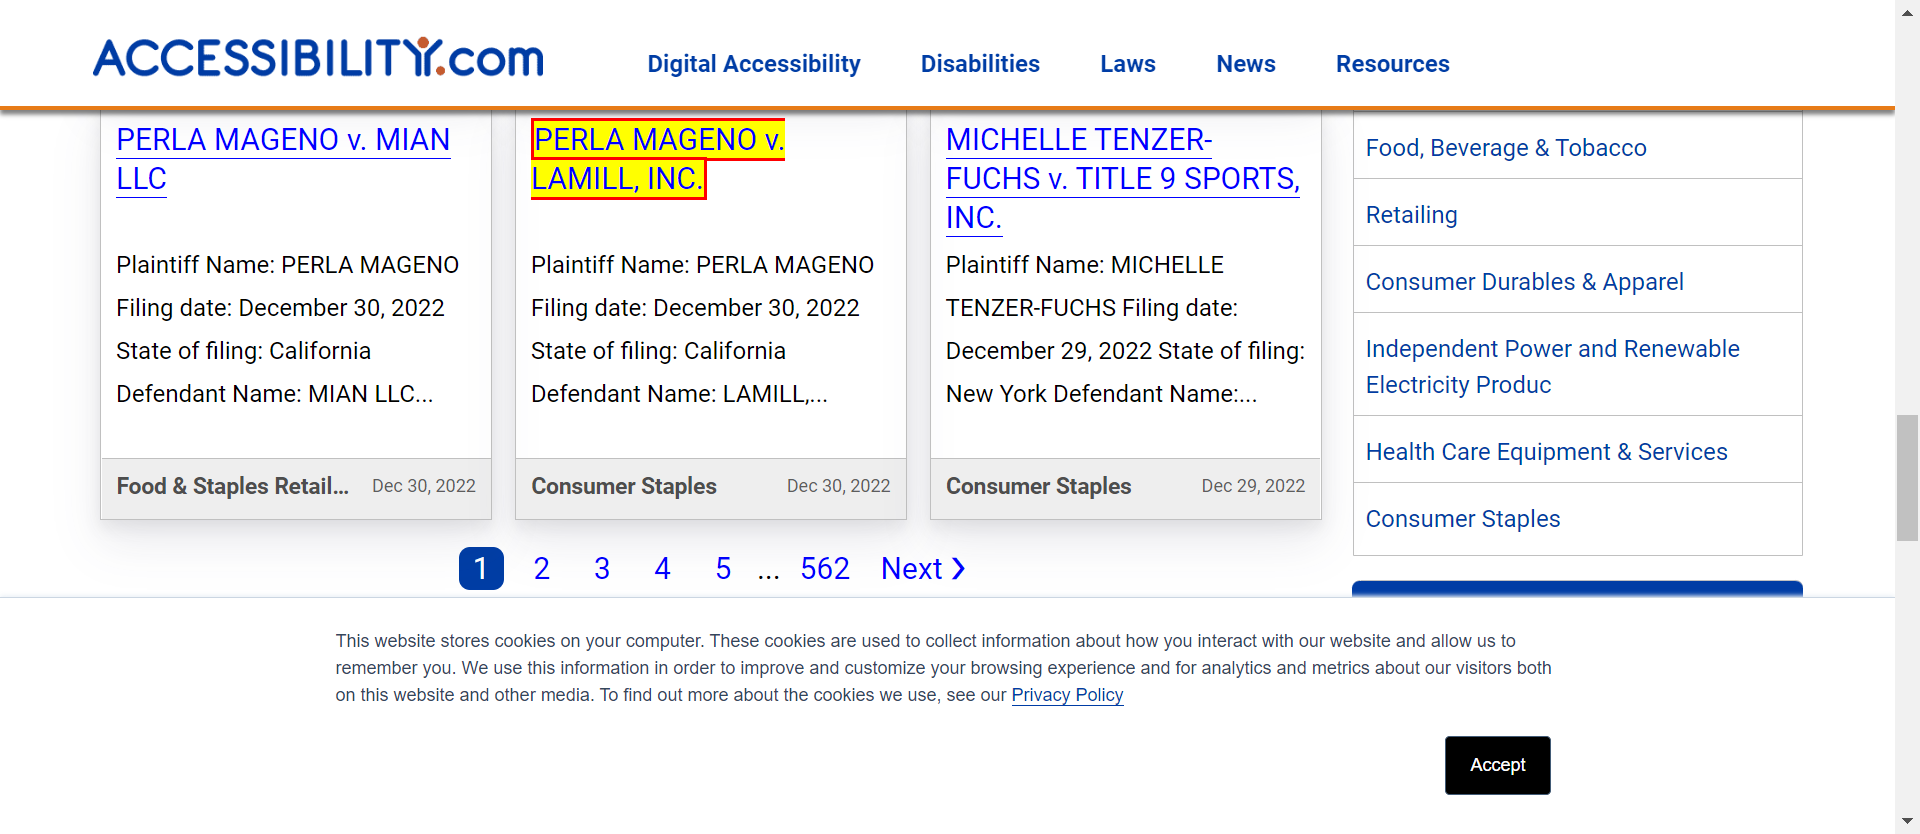 ACCESSIBILITY.com
Digital Accessibility
Disabilities
Laws
News
Resources
PERLA MAGENO v. MIAN
LLC
Plaintiff Name: PERLA MAGENO
Filing date: December 30, 2022
State of filing: California
Defendant Name: MIAN LLC...
Food & Staples Retail...
Dec 30, 2022
PERLA MAGENO v.
LAMILL, INC.
Plaintiff Name: PERLA MAGENO
Filing date: December 30, 2022
State of filing: California
Defendant Name: LAMILL,...
Consumer Staples
Dec 30, 2022
MICHELLE TENZER-
FUCHS v. TITLE 9 SPORTS,
INC.
Plaintiff Name: MICHELLE
TENZER-FUCHS Filing date:
December 29, 2022 State of filing:
New York Defendant Name:...
Consumer Staples
Dec 29, 2022
Food, Beverage & Tobacco
Retailing
Consumer Durables & Apparel
Independent Power and Renewable
Electricity Produc
Health Care Equipment & Services
Consumer Staples
1 2 3 4 5 ... 562 Next
This website stores cookies on your computer. These cookies are used to collect information about how you interact with our website and allow us to
remember you. We use this information in order to improve and customize your browsing experience and for analytics and metrics about our visitors both
on this website and other media. To find out more about the cookies we use, see our Privacy Policy
Accept